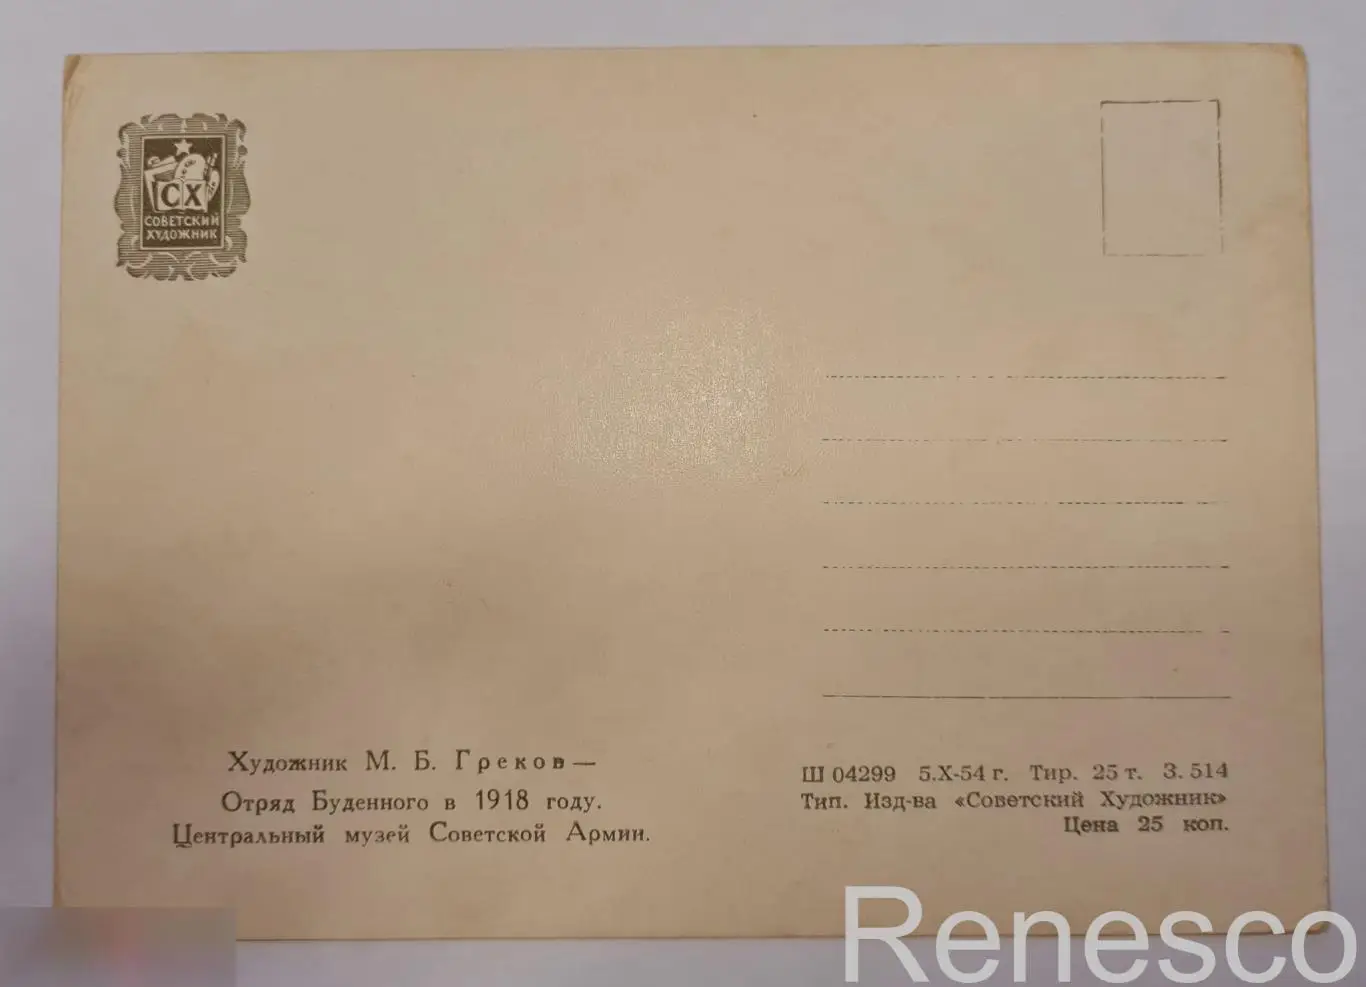 СХ
СОВЕТСКИЙ
ХУДОЖНИК
Художник М. Б. Греков—
Отряд Буденного в 1918 году.
Центральный музей Советской Армии.
Ш 04299 5.X-54 г. Тир. 25 т. З. 514
Тип. Изд-ва «Советский Художник»
Цена 25 коп.
Renesco